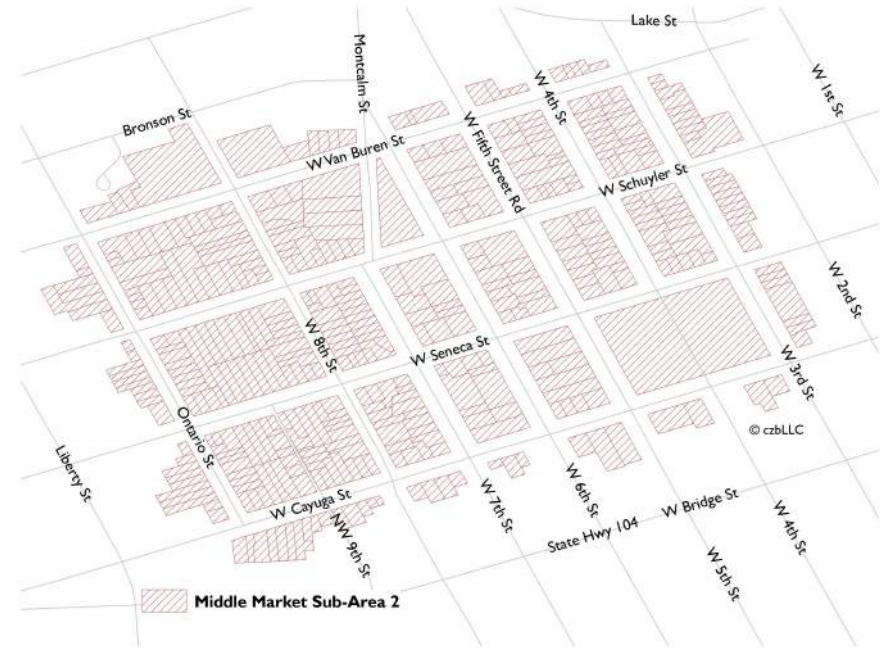 Lake St
Montcalm St
W 4th St
W 1st St
Bronson St
W Van Buren St
W Fifth Street Rd
W Schuyler St
W 2nd St
W 8th St
W Seneca St
W 3rd St
Ontario St
© czbLLC
Liberty St
W Cayuga St
W 7th St
W 6th St
W Bridge St
State Hwy 104
W 4th St
NW 9th St
W 5th St
Middle Market Sub-Area 2